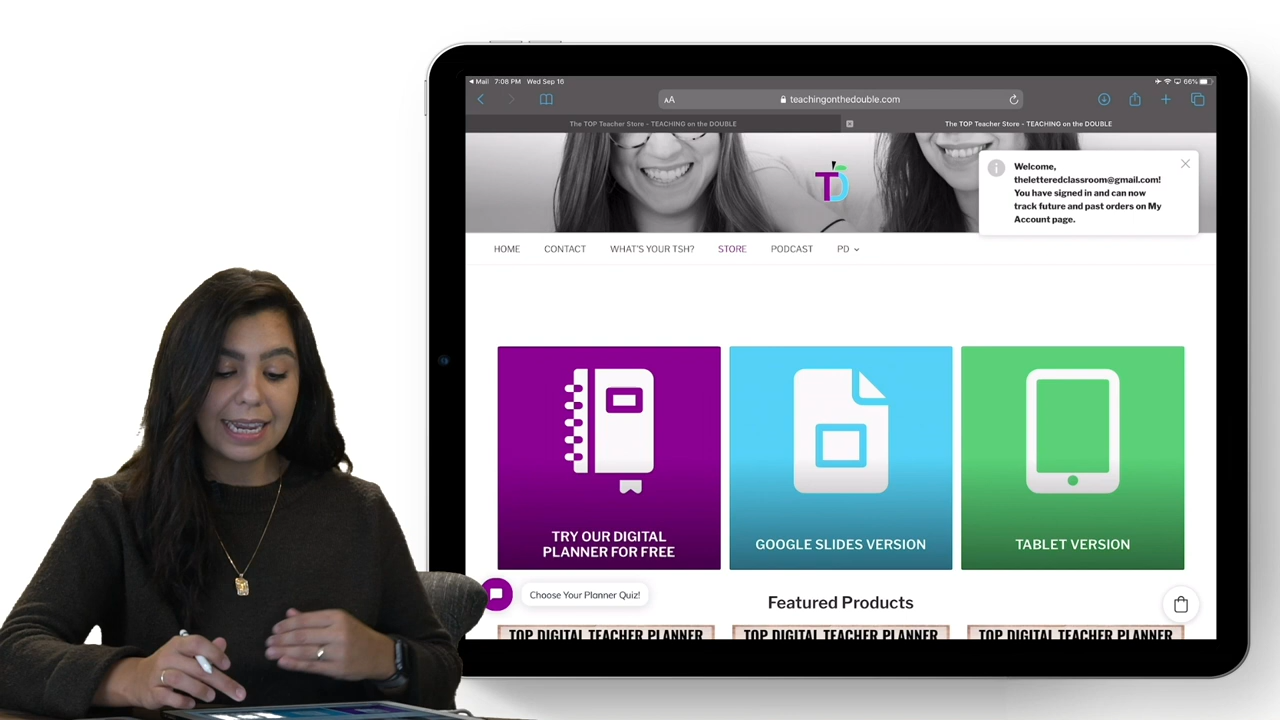 Mail 7:08 PM Wed Sep 16 66%
AA teachingonthedouble.com
The TOP Teacher Store - TEACHING on the DOUBLE The TOP Teacher Store - TEACHING on the DOUBLE
TD
Welcome,
theletteredclassroom@gmail.com!
You have signed in and can now
track future and past orders on My
Account page.
HOME CONTACT WHAT'S YOUR TSH? STORE PODCAST PD
TRY OUR DIGITAL
PLANNER FOR FREE
GOOGLE SLIDES VERSION
TABLET VERSION
Choose Your Planner Quiz!
Featured Products
TOP DIGITAL TEACHER PLANNER TOP DIGITAL TEACHER PLANNER TOP DIGITAL TEACHER PLANNER